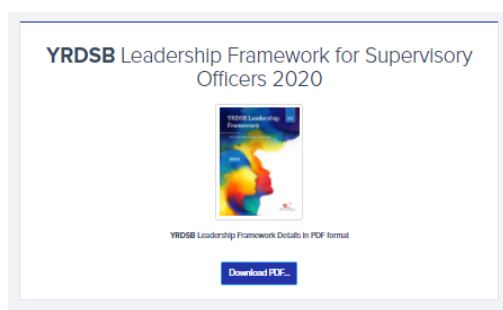 YRDSB Leadership Framework for Supervisory
Officers 2020
YRDSB Leadership
Framework
YRDSB Leadership Framework Details in PDF format
Download PDF...